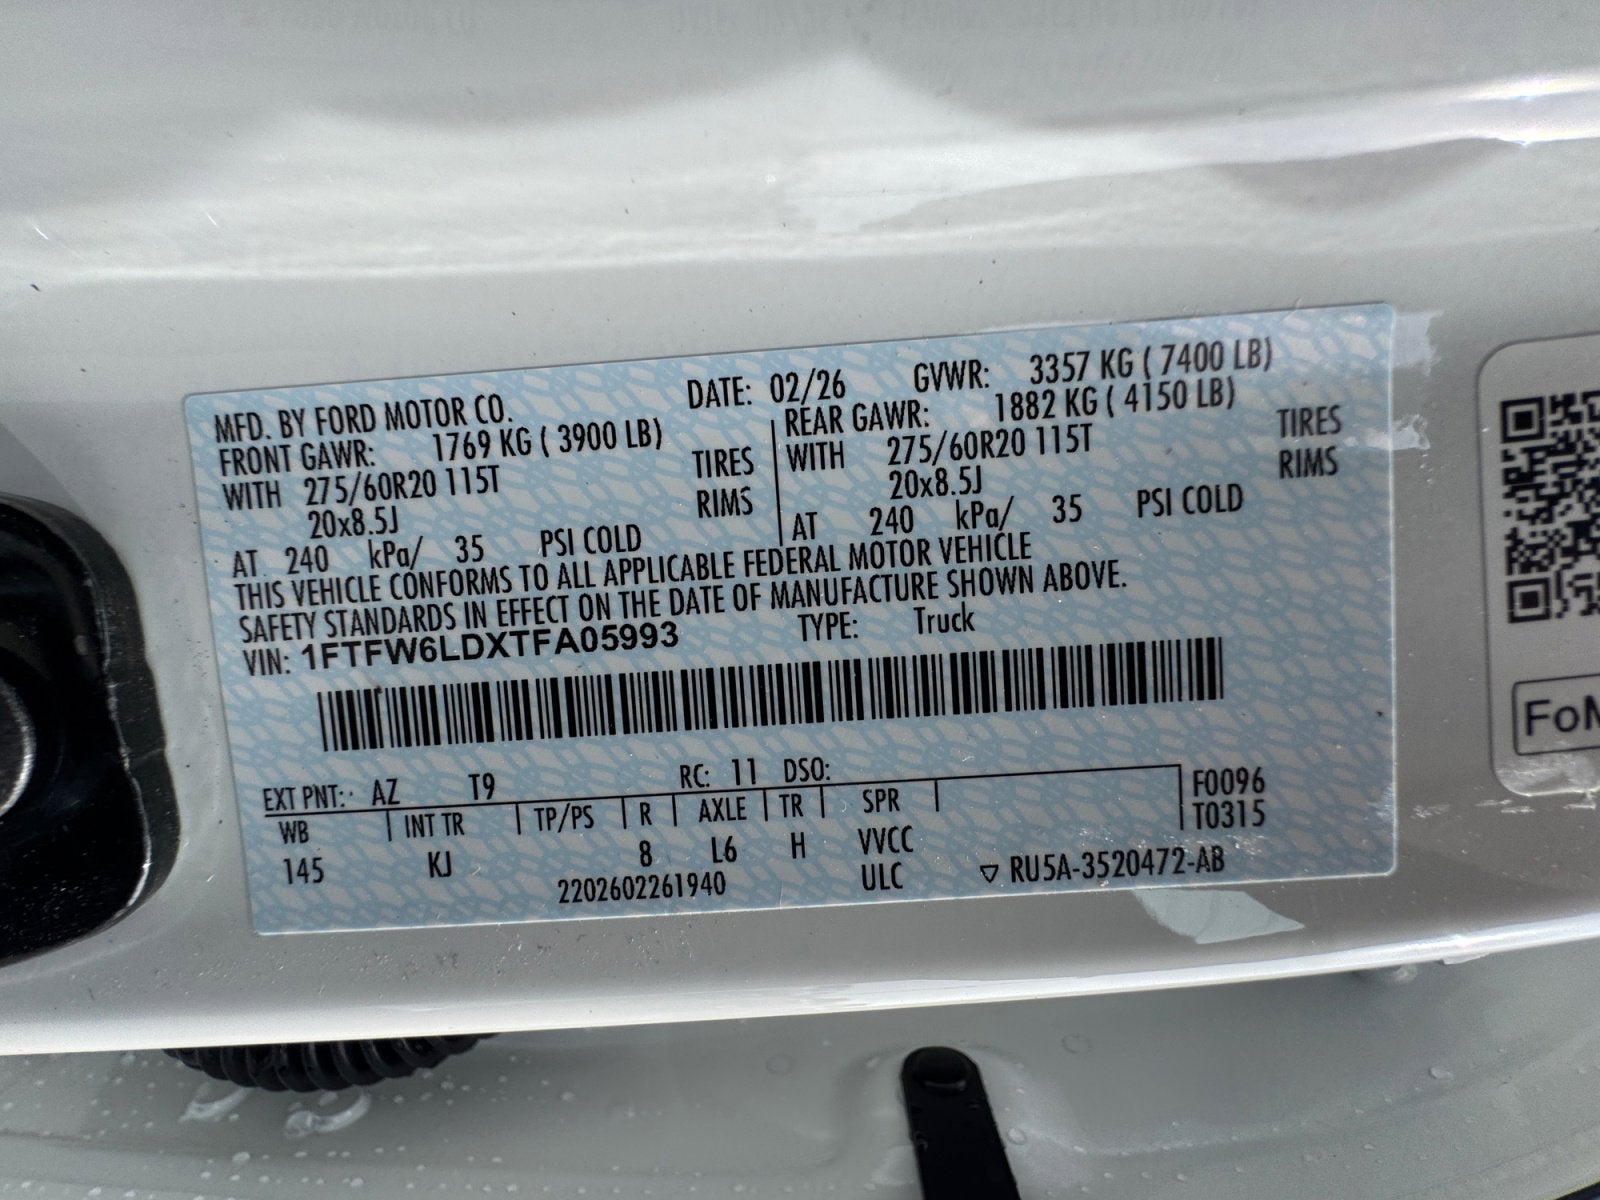 MFD. BY FORD MOTOR CO. DATE: 02/26 GVWR: 3357 KG ( 7400 LB)
FRONT GAWR: 1769 KG ( 3900 LB) REAR GAWR: 1882 KG ( 4150 LB)
WITH 275/60R20 115T TIRES WITH 275/60R20 115T TIRES
20x8.5J RIMS 20x8.5J RIMS
AT 240 kPa/ 35 PSI COLD AT 240 kPa/ 35 PSI COLD
THIS VEHICLE CONFORMS TO ALL APPLICABLE FEDERAL MOTOR VEHICLE
SAFETY STANDARDS IN EFFECT ON THE DATE OF MANUFACTURE SHOWN ABOVE.
VIN: 1FTFW6LDXTFA05993 TYPE: Truck
EXT PNT: AZ T9 RC: 11 DSO:
WB INT TR TP/PS R AXLE TR SPR F0096
145 KJ 8 L6 H VVCC T0315
2202602261940 ULC RU5A-3520472-AB